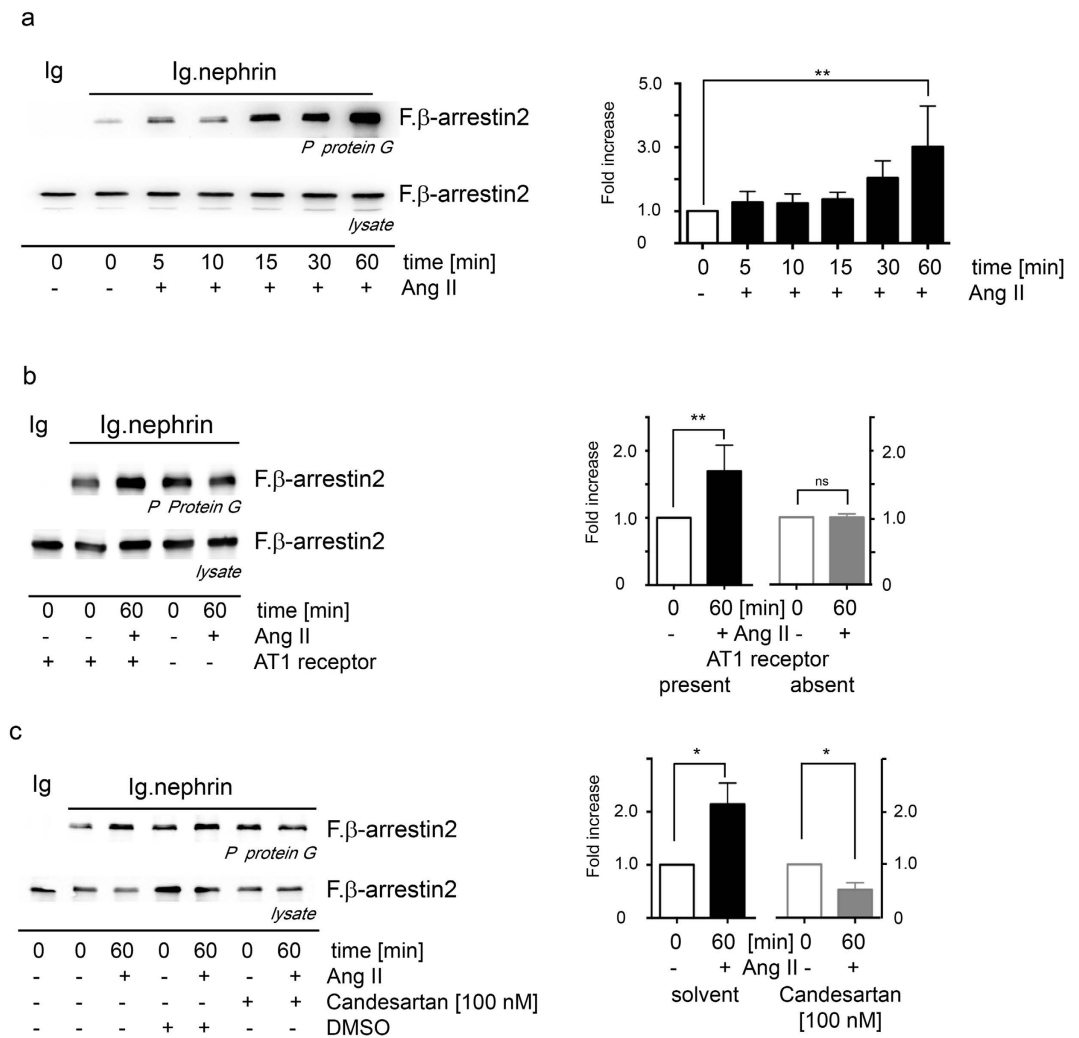 a
Ig
Ig.nephrin
F.β-arrestin2
P protein G
F.β-arrestin2
lysate
0 0 5 10 15 30 60 time [min]
- - + + + + + Ang II
Fold increase
5.0
3.0
1.0
0
**
0 5 10 15 30 60 time [min]
- + + + + + Ang II
b
Ig
Ig.nephrin
F.β-arrestin2
P Protein G
F.β-arrestin2
lysate
0 0 60 0 60 time [min]
- - + - + Ang II
+ + + - - AT1 receptor
Fold increase
2.0
1.0
0
**
ns
2.0
1.0
0
0 60 [min] 0 60
- + Ang II - +
AT1 receptor
present absent
c
Ig
Ig.nephrin
F.β-arrestin2
P protein G
F.β-arrestin2
lysate
0 0 60 0 60 0 60 time [min]
- - + - + - + Ang II
- - - - - + + Candesartan [100 nM]
- - - + + - - DMSO
Fold increase
2.0
1.0
0
*
*
2.0
1.0
0
0 60 [min] 0 60
- + Ang II - +
solvent Candesartan
[100 nM]